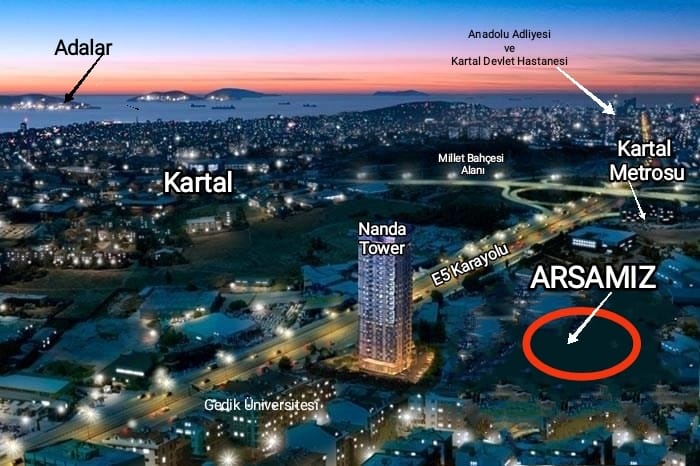 Adalar
Anadolu Adliyesi
ve
Kartal Devlet Hastanesi
Kartal
Millet Bahçesi
Alanı
Kartal
Metrosu
Nanda
Tower
E5 Karayolu
ARSAMIZ
Gedik Üniversitesi